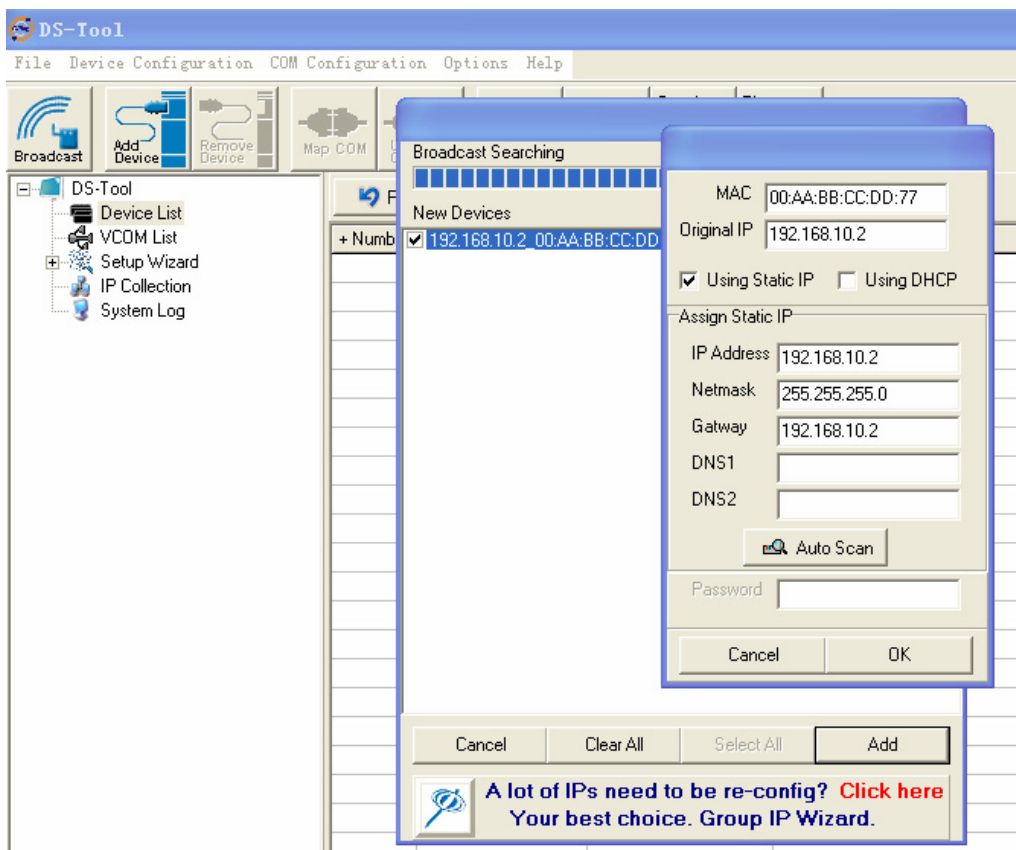 DS-Tool
File Device Configuration COM Configuration Options Help
Broadcast
Add Device
Remove Device
Map COM
DS-Tool
Device List
VCOM List
Setup Wizard
IP Collection
System Log
+ Numb
Broadcast Searching
New Devices
192.168.10.2_00:AA:BB:CC:DD
MAC 00:AA:BB:CC:DD:77
Original IP 192.168.10.2
Using Static IP Using DHCP
Assign Static IP
IP Address 192.168.10.2
Netmask 255.255.255.0
Gatway 192.168.10.2
DNS1
DNS2
Auto Scan
Password
Cancel OK
Cancel Clear All Select All Add
A lot of IPs need to be re-config? Click here
Your best choice. Group IP Wizard.